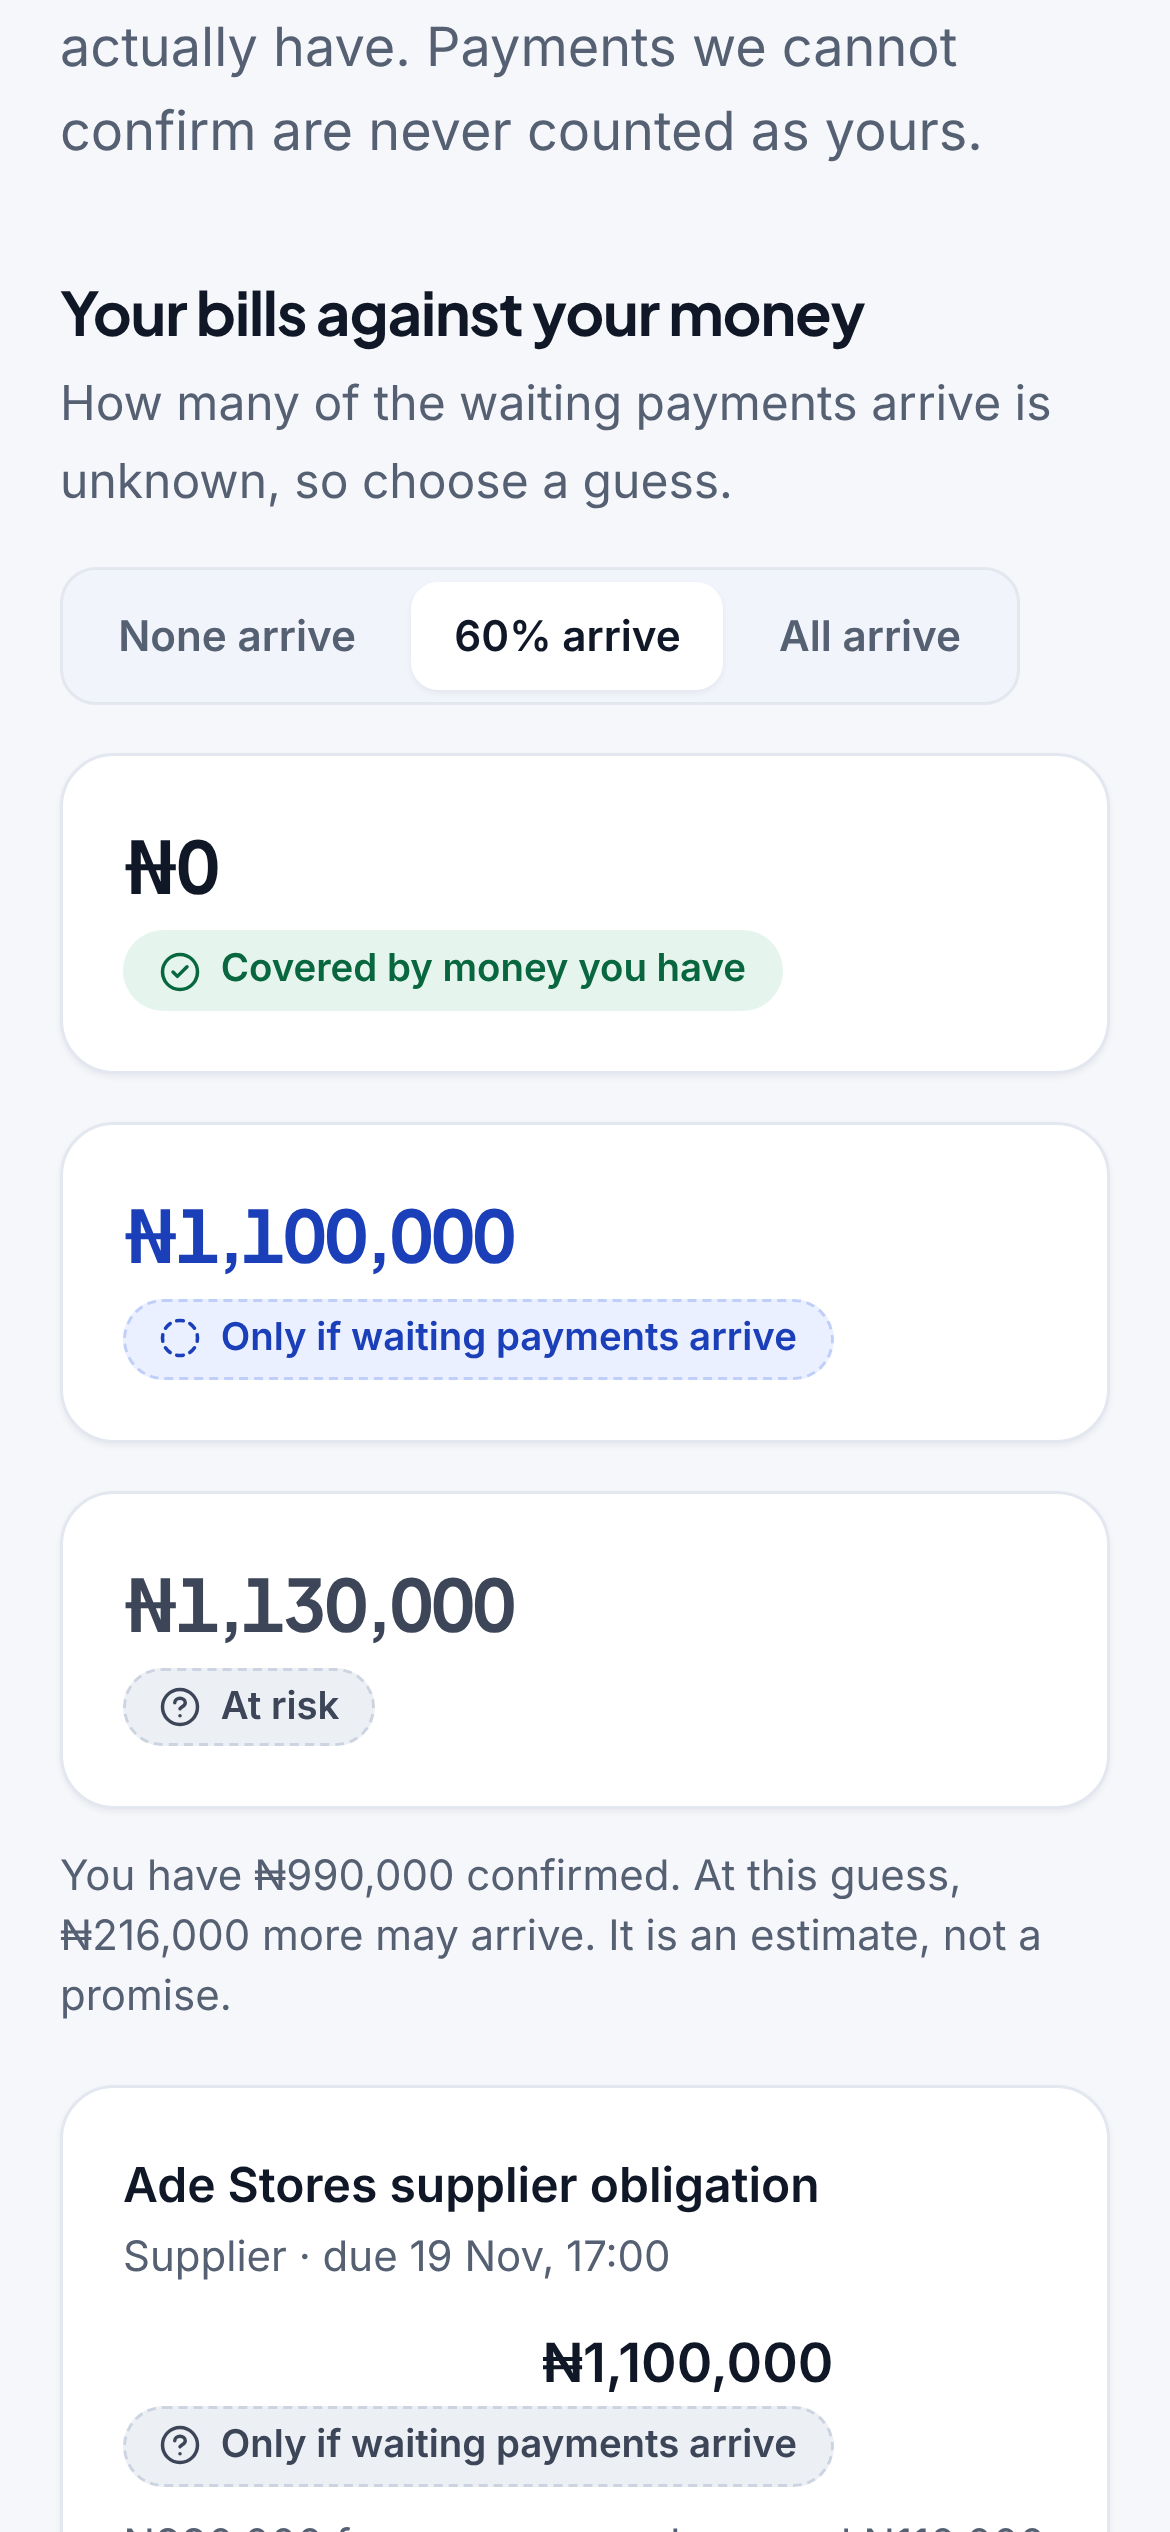 actually have. Payments we cannot
confirm are never counted as yours.
Your bills against your money
How many of the waiting payments arrive is
unknown, so choose a guess.
None arrive 60% arrive All arrive
₦0
Covered by money you have
₦1,100,000
Only if waiting payments arrive
₦1,130,000
At risk
You have ₦990,000 confirmed. At this guess,
₦216,000 more may arrive. It is an estimate, not a
promise.
Ade Stores supplier obligation
Supplier · due 19 Nov, 17:00
₦1,100,000
Only if waiting payments arrive